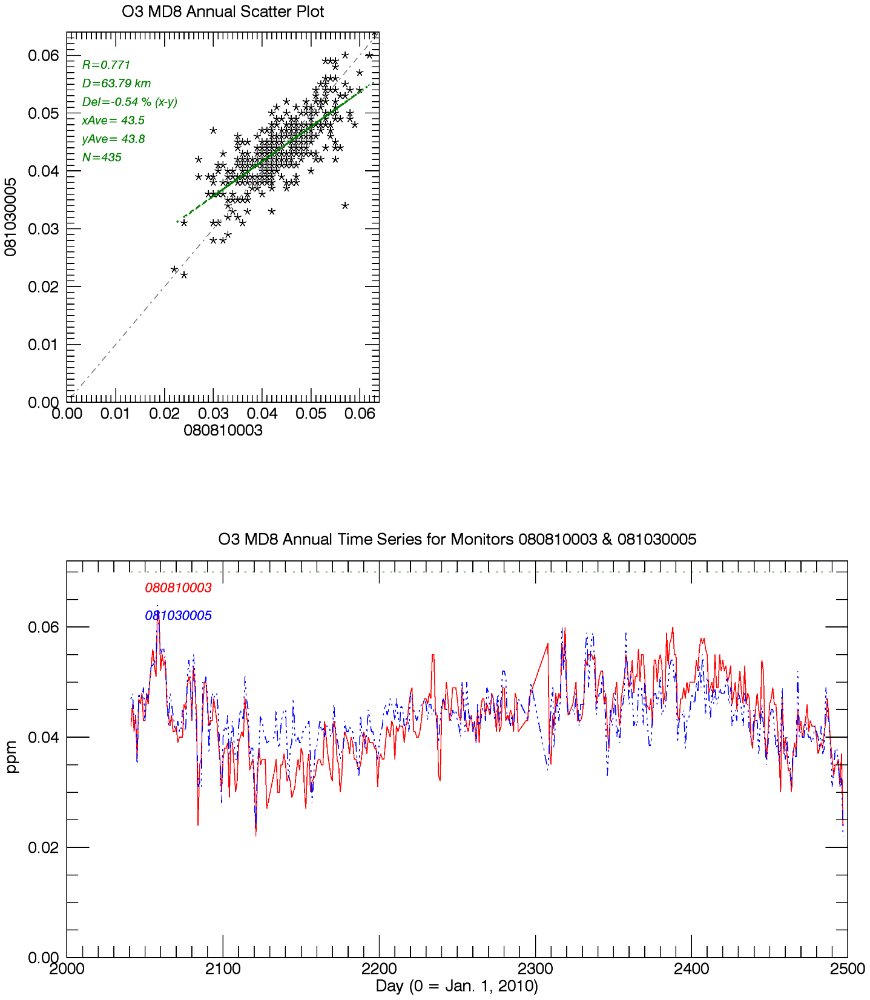 O3 MD8 Annual Scatter Plot
0.06
R=0.771
D=63.79 km
Del=-0.54 % (x-y)
0.05
xAve= 43.5
yAve= 43.8
N=435
0.04
081030005
0.03
0.02
0.01
0.00
0.00 0.01 0.02 0.03 0.04 0.05 0.06
080810003
O3 MD8 Annual Time Series for Monitors 080810003 & 081030005
080810003
081030005
0.06
0.04
ppm
0.02
0.00
2000 2100 2200 2300 2400 2500
Day (0 = Jan. 1, 2010)